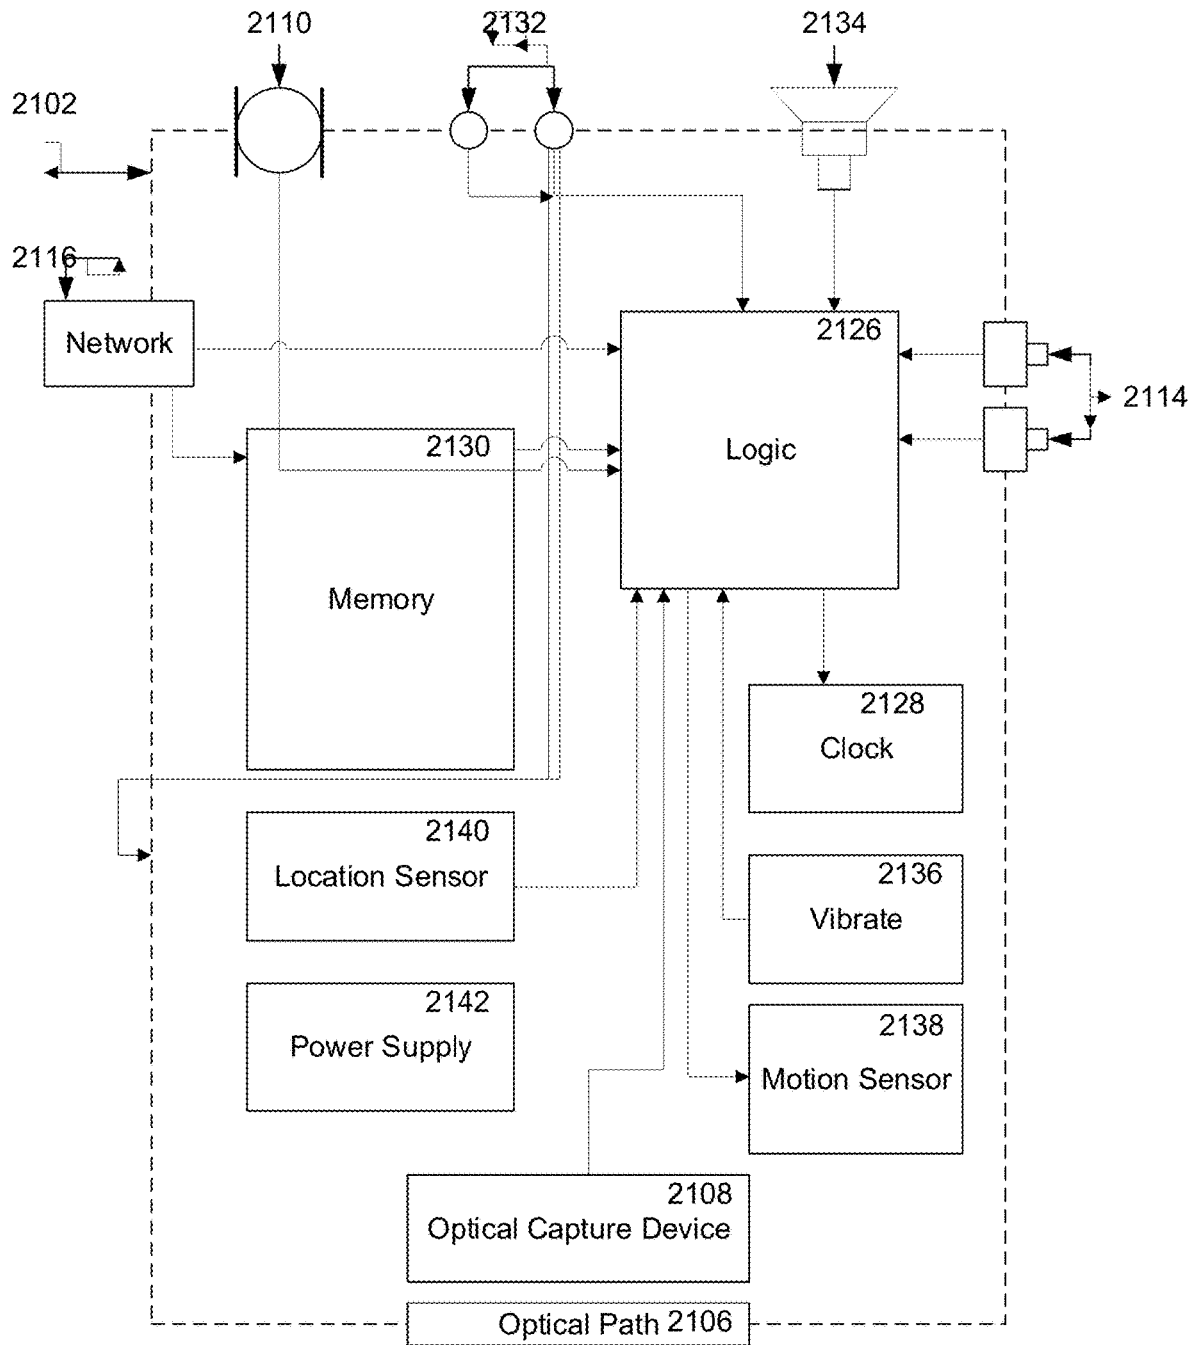 2110
2132
2134
2102
2116
Network
2126
Logic
2114
2130
Memory
2128
Clock
2140
Location Sensor
2136
Vibrate
2142
Power Supply
2138
Motion Sensor
2108
Optical Capture Device
Optical Path 2106